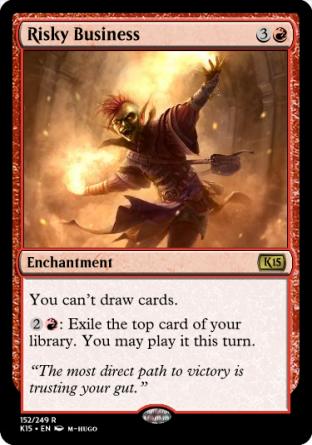 Risky Business 3
Enchantment K15
You can't draw cards.
2: Exile the top card of your
library. You may play it this turn.
“The most direct path to victory is
trusting your gut.”
152/249 R
K15 • EN M-HUGO